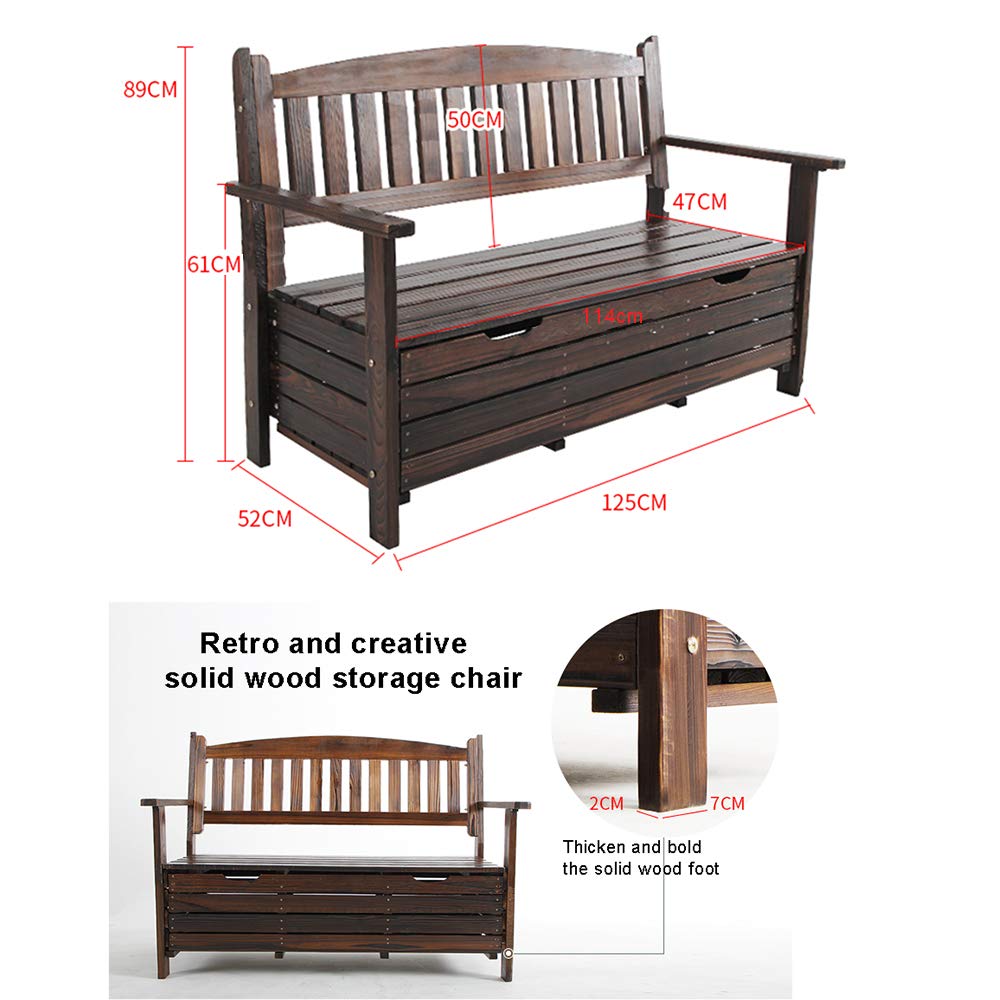 89CM
50CM
47CM
61CM
114cm
52CM
125CM
Retro and creative
solid wood storage chair
2CM
7CM
Thicken and bold
the solid wood foot